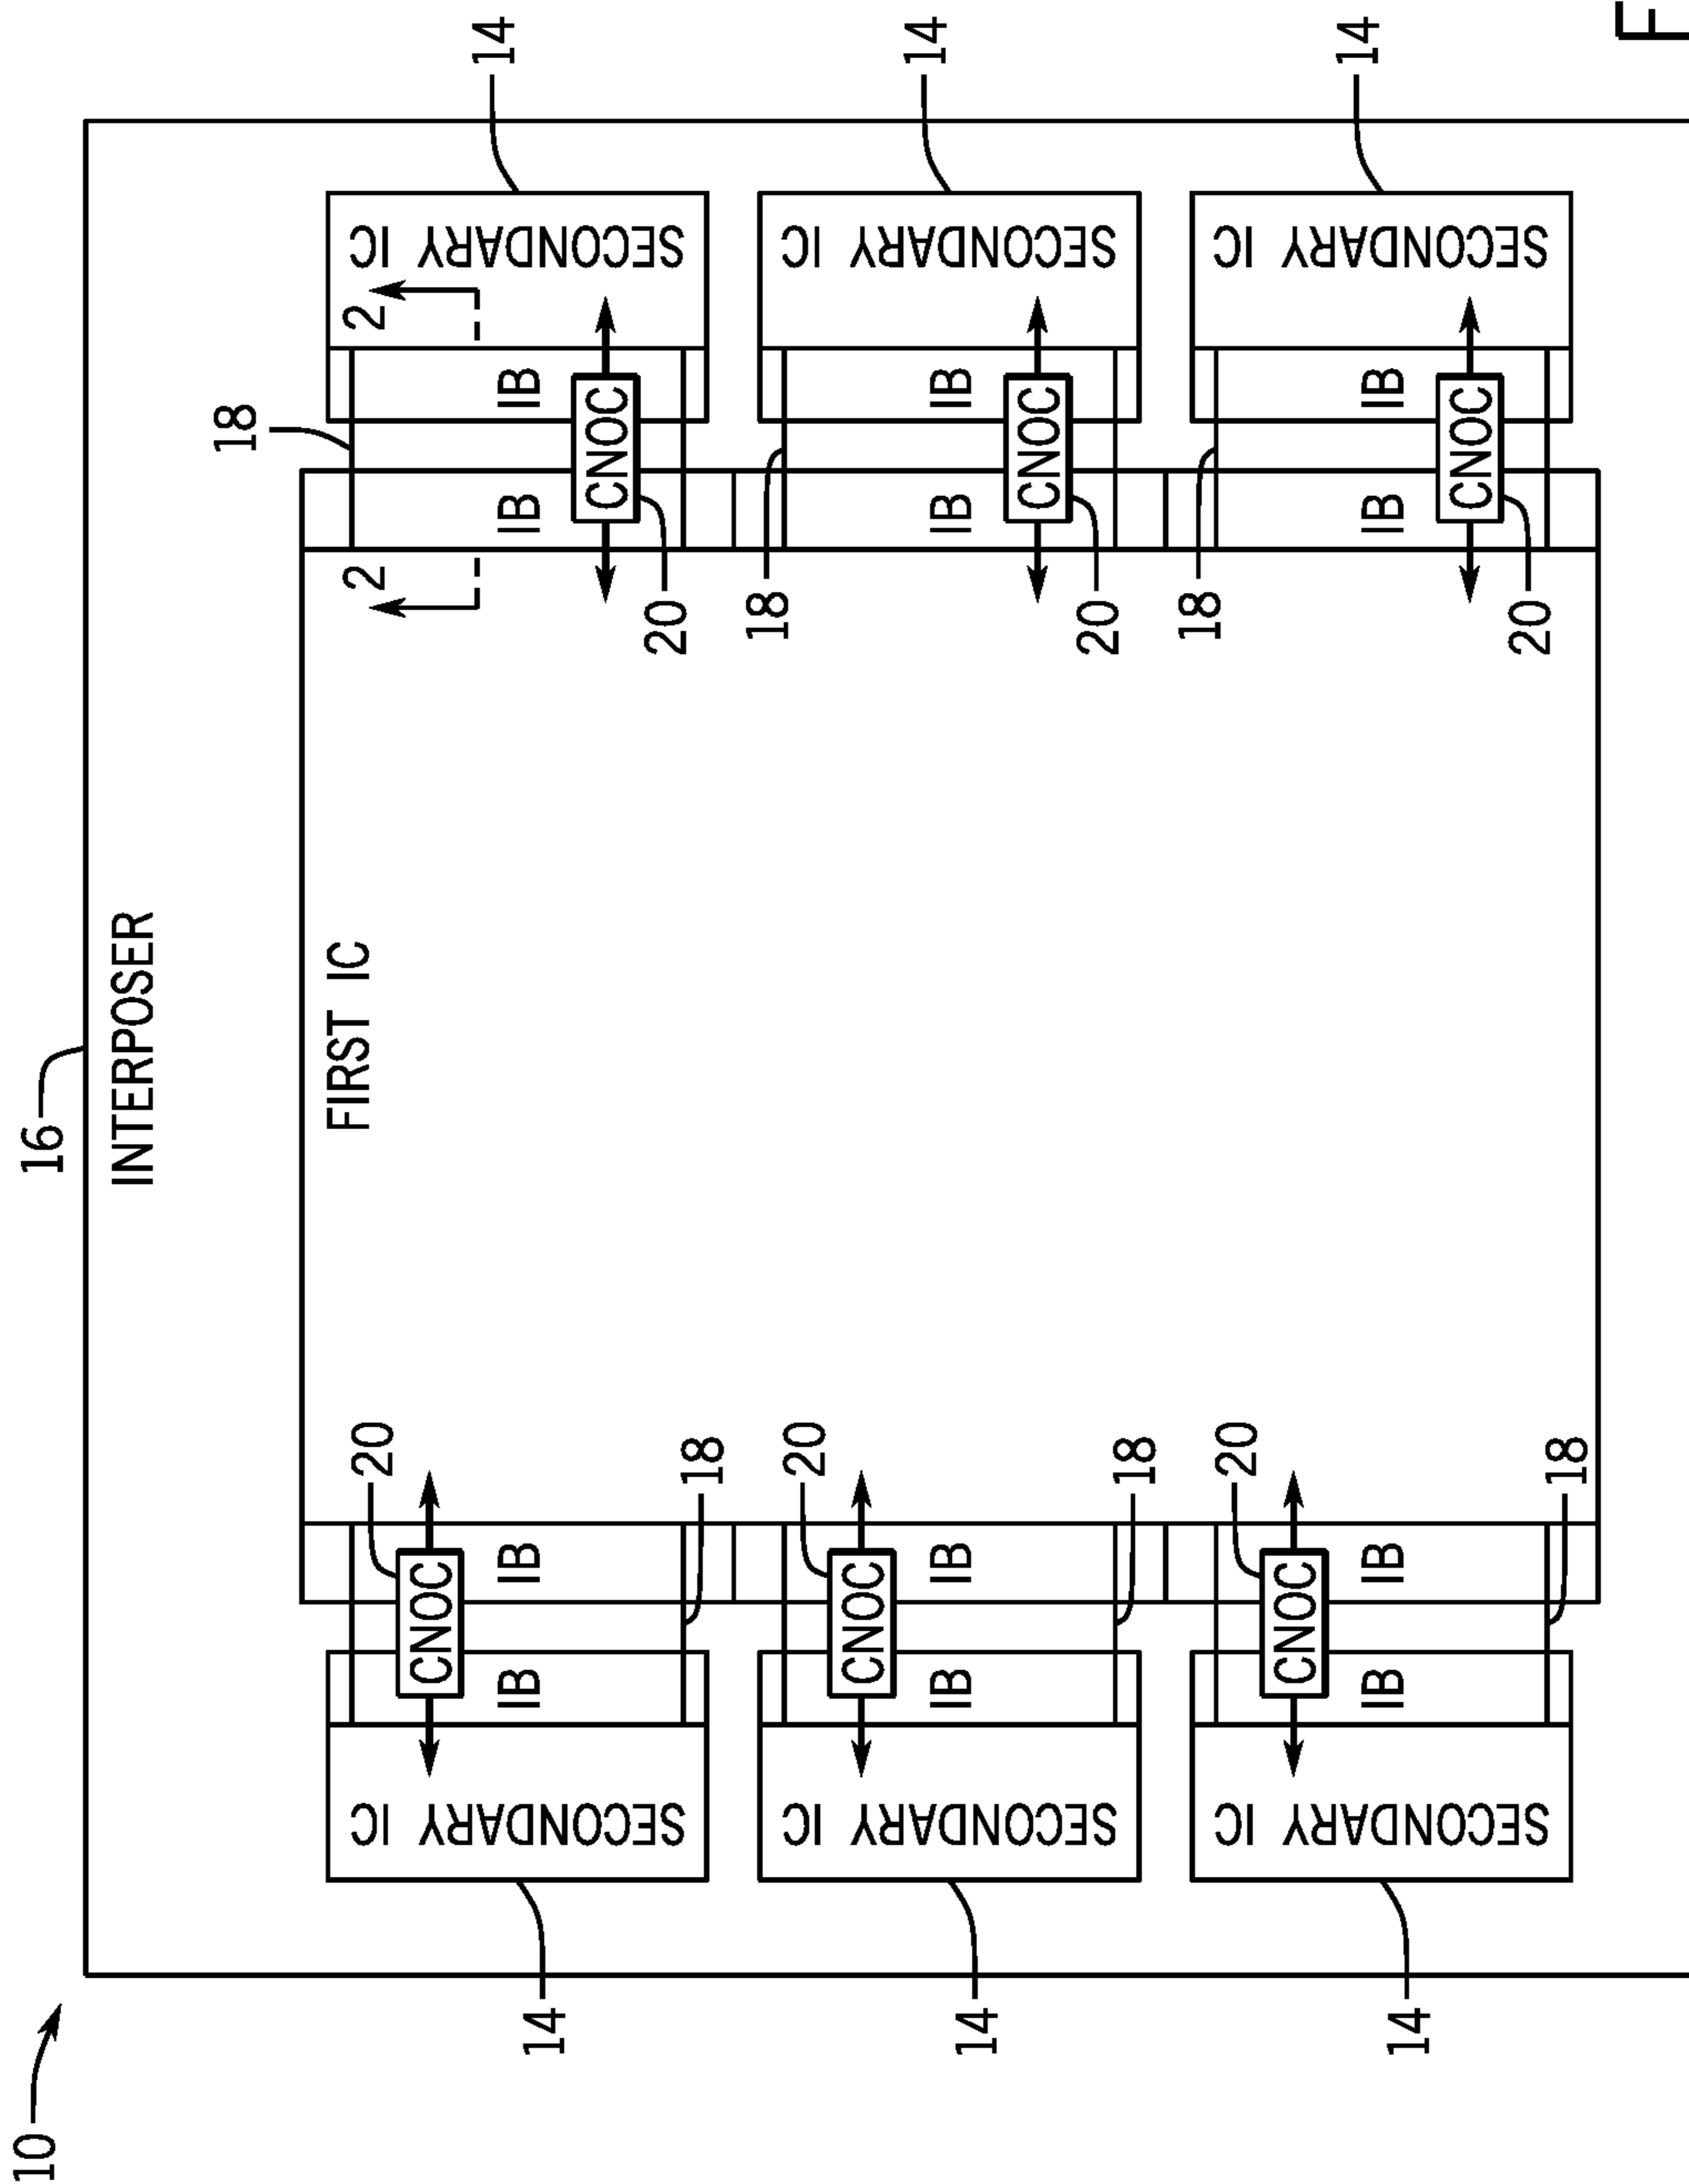 10
16
INTERPOSER
18
FIRST IC
2 2
20
CNOC
SECONDARY IC
SECONDARY IC
14
IB IB IB IB
14
CNOC
20
18
18
20
CNOC
SECONDARY IC
SECONDARY IC
14
IB IB IB IB
14
CNOC
20
18
18
20
CNOC
SECONDARY IC
SECONDARY IC
14
IB IB IB IB
14
CNOC
20
18
F